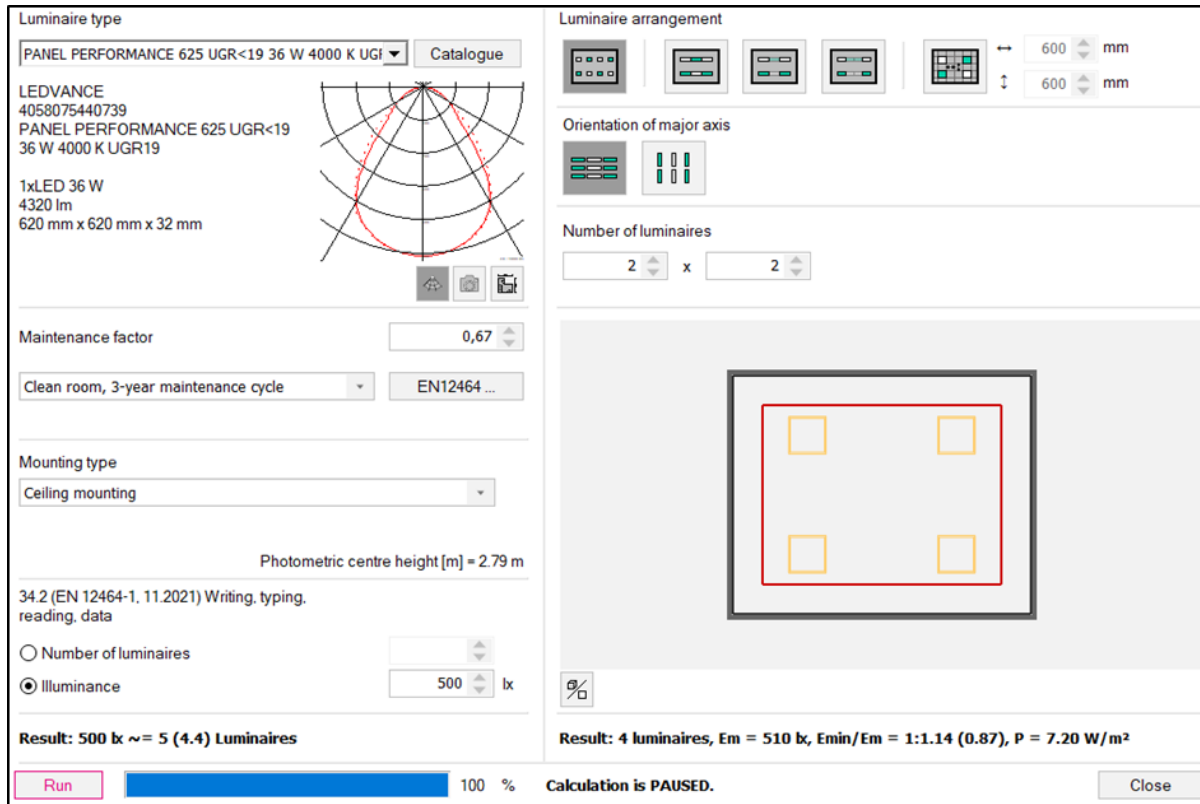 Luminaire type
PANEL PERFORMANCE 625 UGR<19 36 W 4000 K UGI
Catalogue
LEDVANCE
4058075440739
PANEL PERFORMANCE 625 UGR<19
36 W 4000 K UGR19
1xLED 36 W
4320 lm
620 mm x 620 mm x 32 mm
Maintenance factor
0,67
Clean room, 3-year maintenance cycle
EN12464 ...
Mounting type
Ceiling mounting
Photometric centre height [m] = 2.79 m
34.2 (EN 12464-1, 11.2021) Writing, typing,
reading, data
Number of luminaires
Illuminance
500 lx
Result: 500 lx ~= 5 (4.4) Luminaires
Luminaire arrangement
600 mm
600 mm
Orientation of major axis
Number of luminaires
2 x 2
Result: 4 luminaires, Em = 510 lx, Emin/Em = 1:1.14 (0.87), P = 7.20 W/m²
Run
100 %
Calculation is PAUSED.
Close